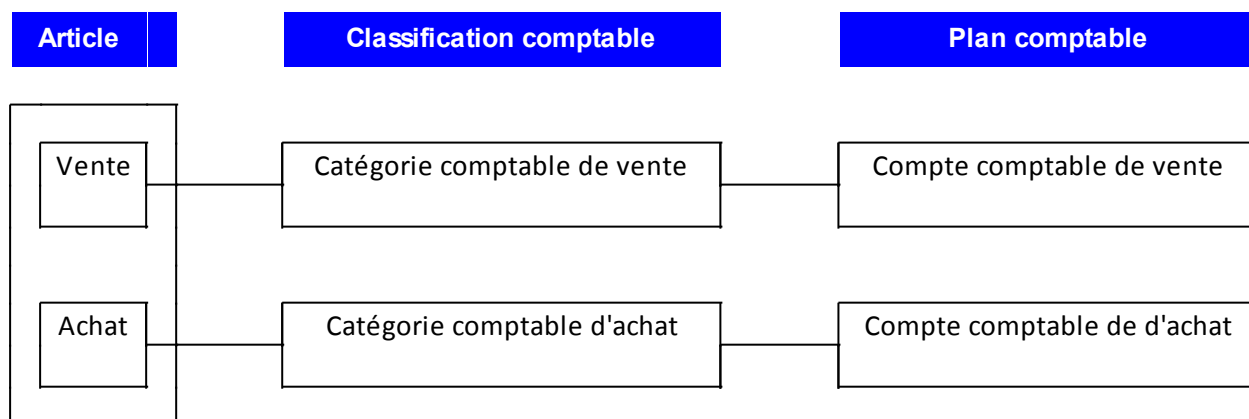 Article
Classification comptable
Plan comptable
Vente
Catégorie comptable de vente
Compte comptable de vente
Achat
Catégorie comptable d'achat
Compte comptable de d'achat